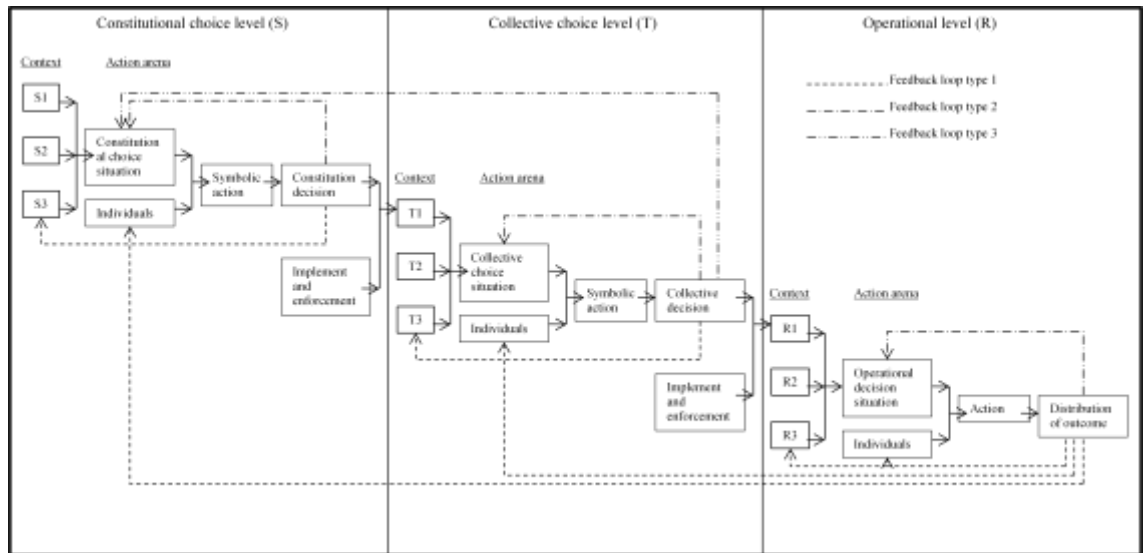 Constitutional choice level (S)
Collective choice level (T)
Operational level (R)
Feedback loop type 1
Feedback loop type 2
Feedback loop type 3
Context
Action arena
S1
S2
S3
Constitution
al choice
situation
Individuals
Symbolic
action
Constitution
decision
Implement
and
enforcement
Context
Action arena
T1
T2
T3
Collective
choice
situation
Individuals
Symbolic
action
Collective
decision
Implement
and
enforcement
Context
Action arena
R1
R2
R3
Operational
decision
situation
Individuals
Action
Distribution
of outcome